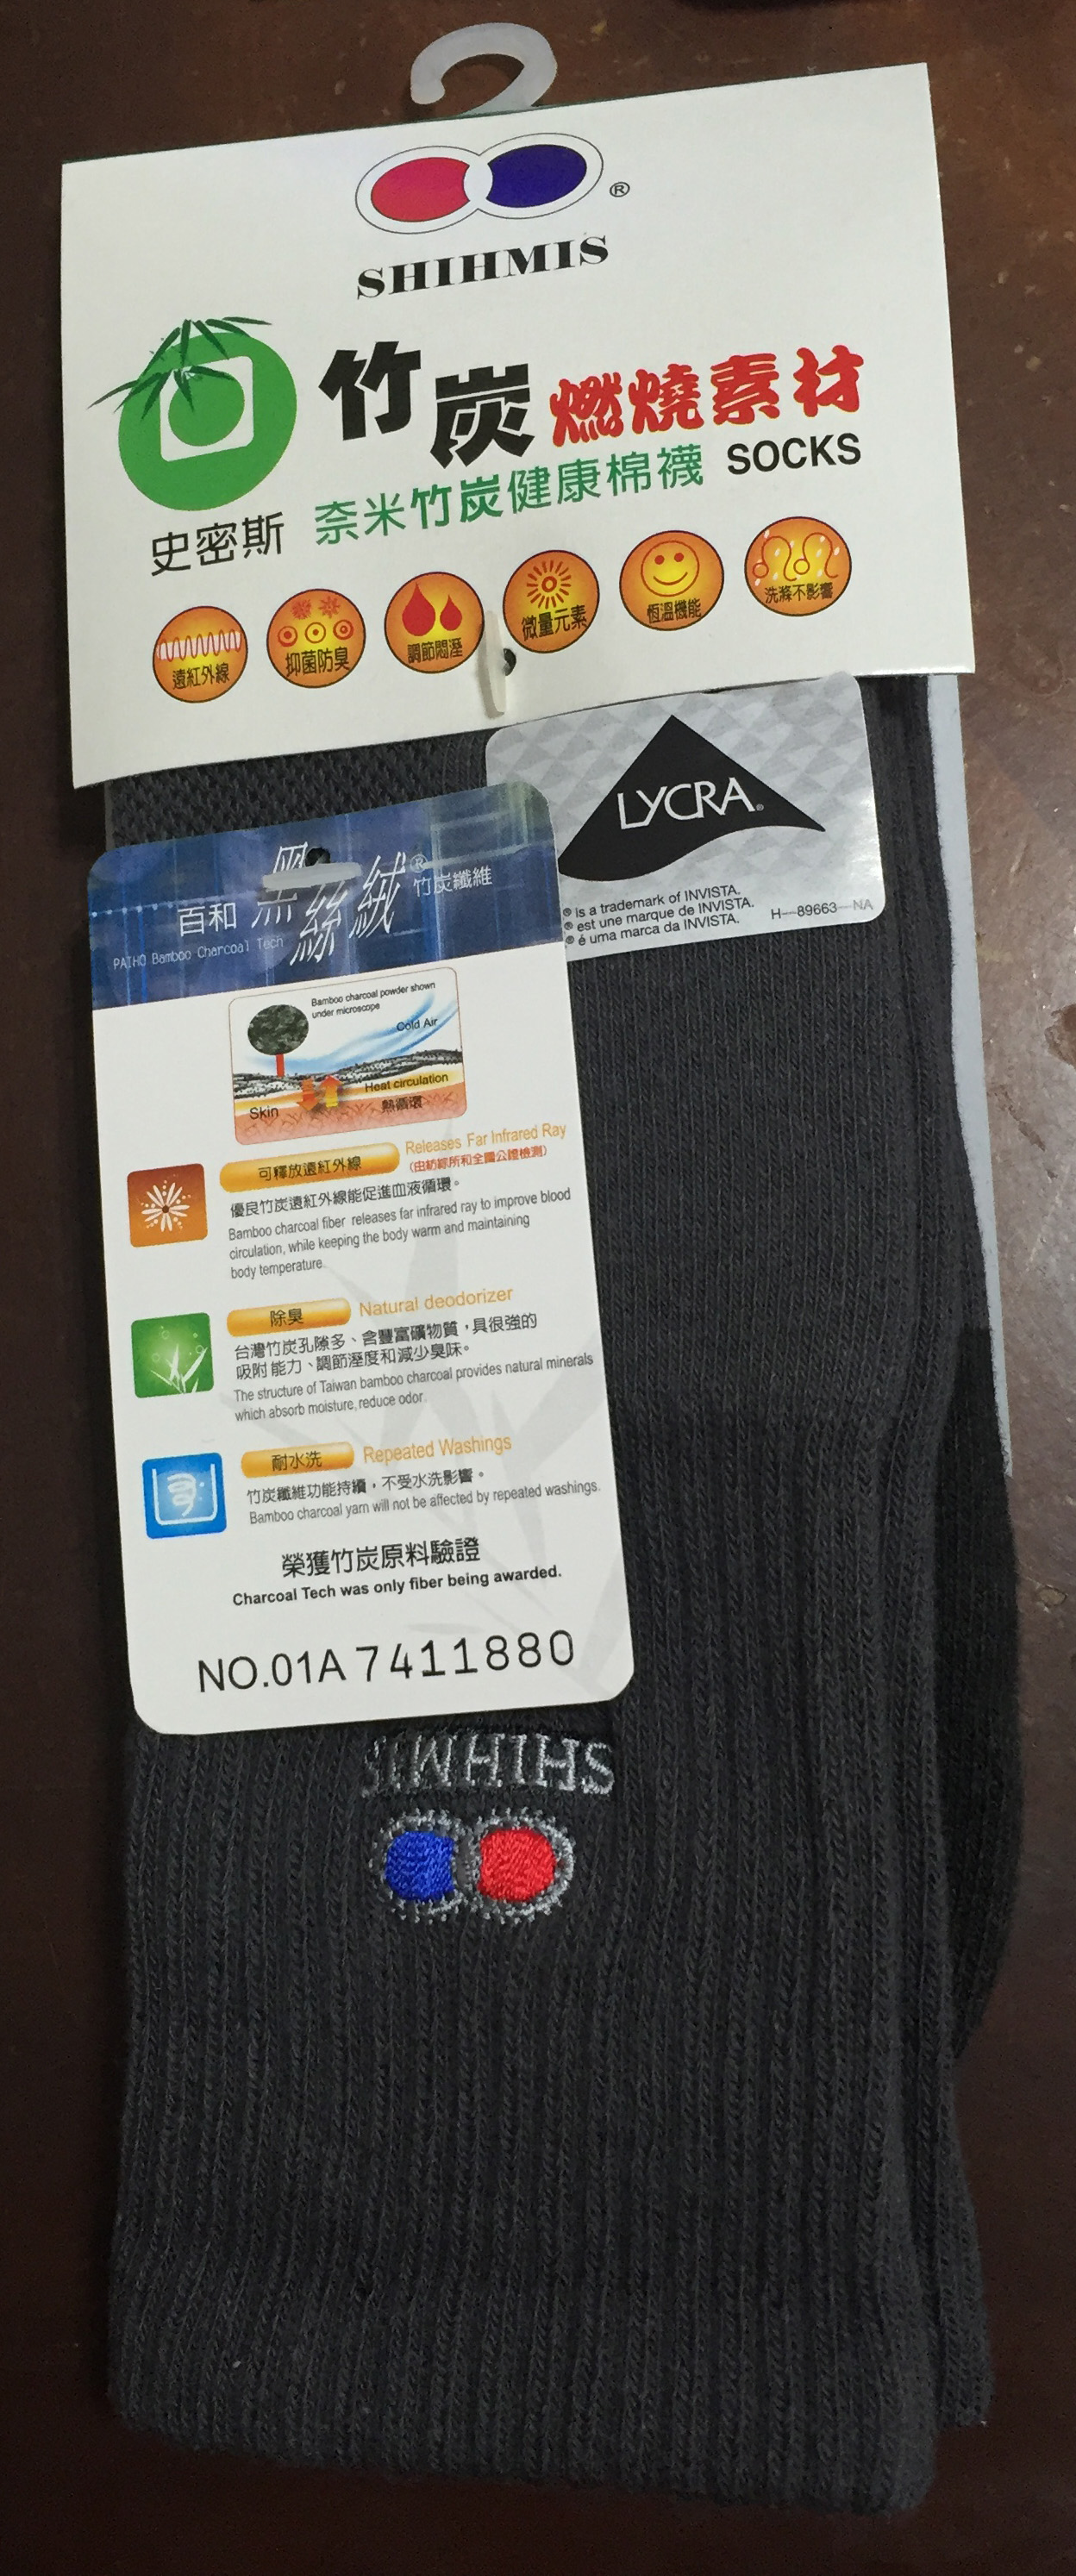 ®
SHIHMIS
竹炭燃燒素材
奈米竹炭健康棉襪 SOCKS
史密斯
遠紅外線
抑菌防臭
調節悶溼
微量元素
恆溫機能
洗滌不影響
LYCRA®
® is a trademark of INVISTA.
® est une marque de INVISTA.
® é uma marca da INVISTA.
H—89663—NA
百和 黑絲絨® 竹炭纖維
PAIHO Bamboo Charcoal Tech
Bamboo charcoal powder shown
under microscope
Cold Air
Heat circulation
熱循環
Skin
可釋放遠紅外線 Releases Far Infrared Ray
(由紡綜所和全國公證檢測)
優良竹炭遠紅外線能促進血液循環。
Bamboo charcoal fiber releases far infrared ray to improve blood
circulation, while keeping the body warm and maintaining
body temperature.
除臭 Natural deodorizer
台灣竹炭孔隙多、含豐富礦物質，具很強的
吸附能力、調節溼度和減少臭味。
The structure of Taiwan bamboo charcoal provides natural minerals
which absorb moisture, reduce odor.
耐水洗 Repeated Washings
竹炭纖維功能持續，不受水洗影響。
Bamboo charcoal yarn will not be affected by repeated washings.
榮獲竹炭原料驗證
Charcoal Tech was only fiber being awarded.
NO.01A 7411880
SHIHMIS